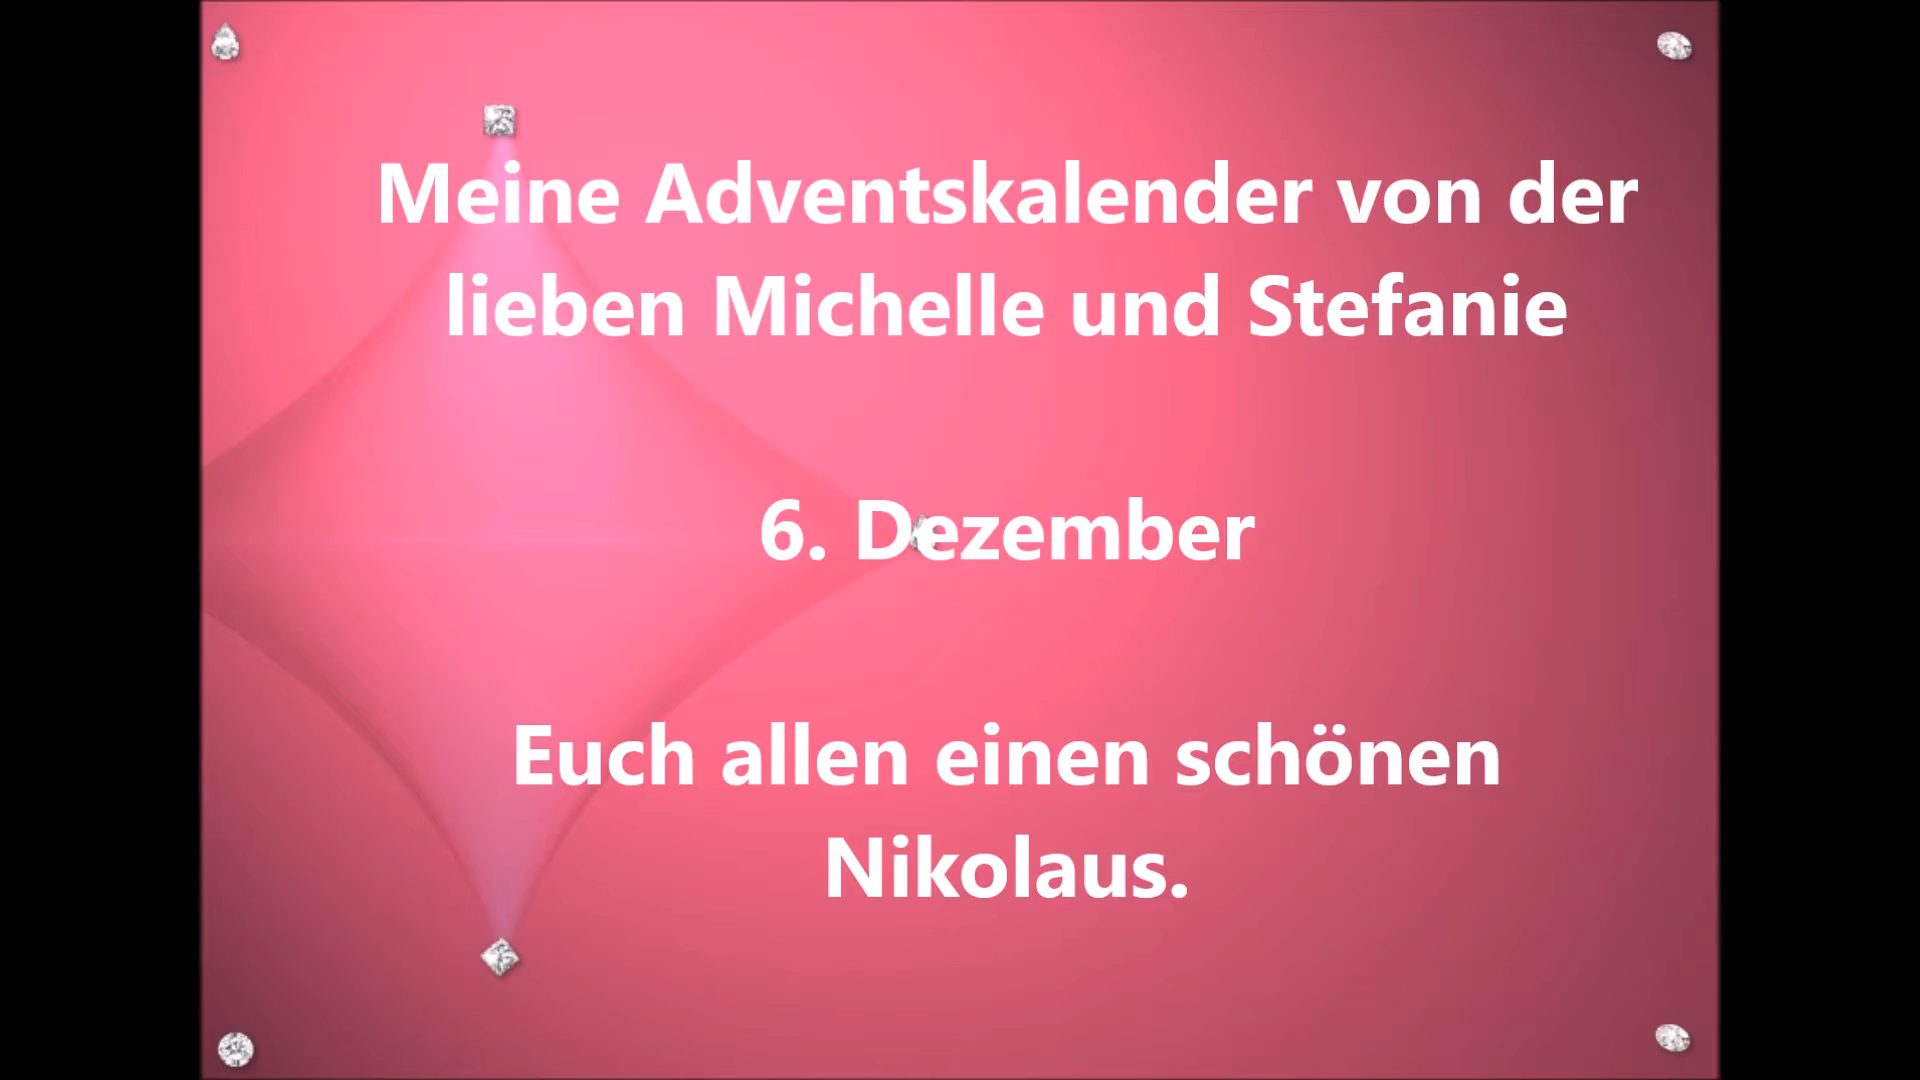 Meine Adventskalender von der
lieben Michelle und Stefanie
6. Dezember
Euch allen einen schönen
Nikolaus.